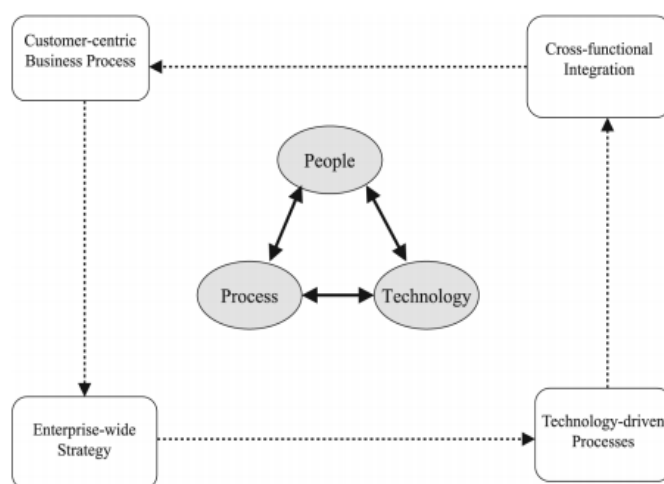 Customer-centric
Business Process
Cross-functional
Integration
People
Process
Technology
Enterprise-wide
Strategy
Technology-driven
Processes